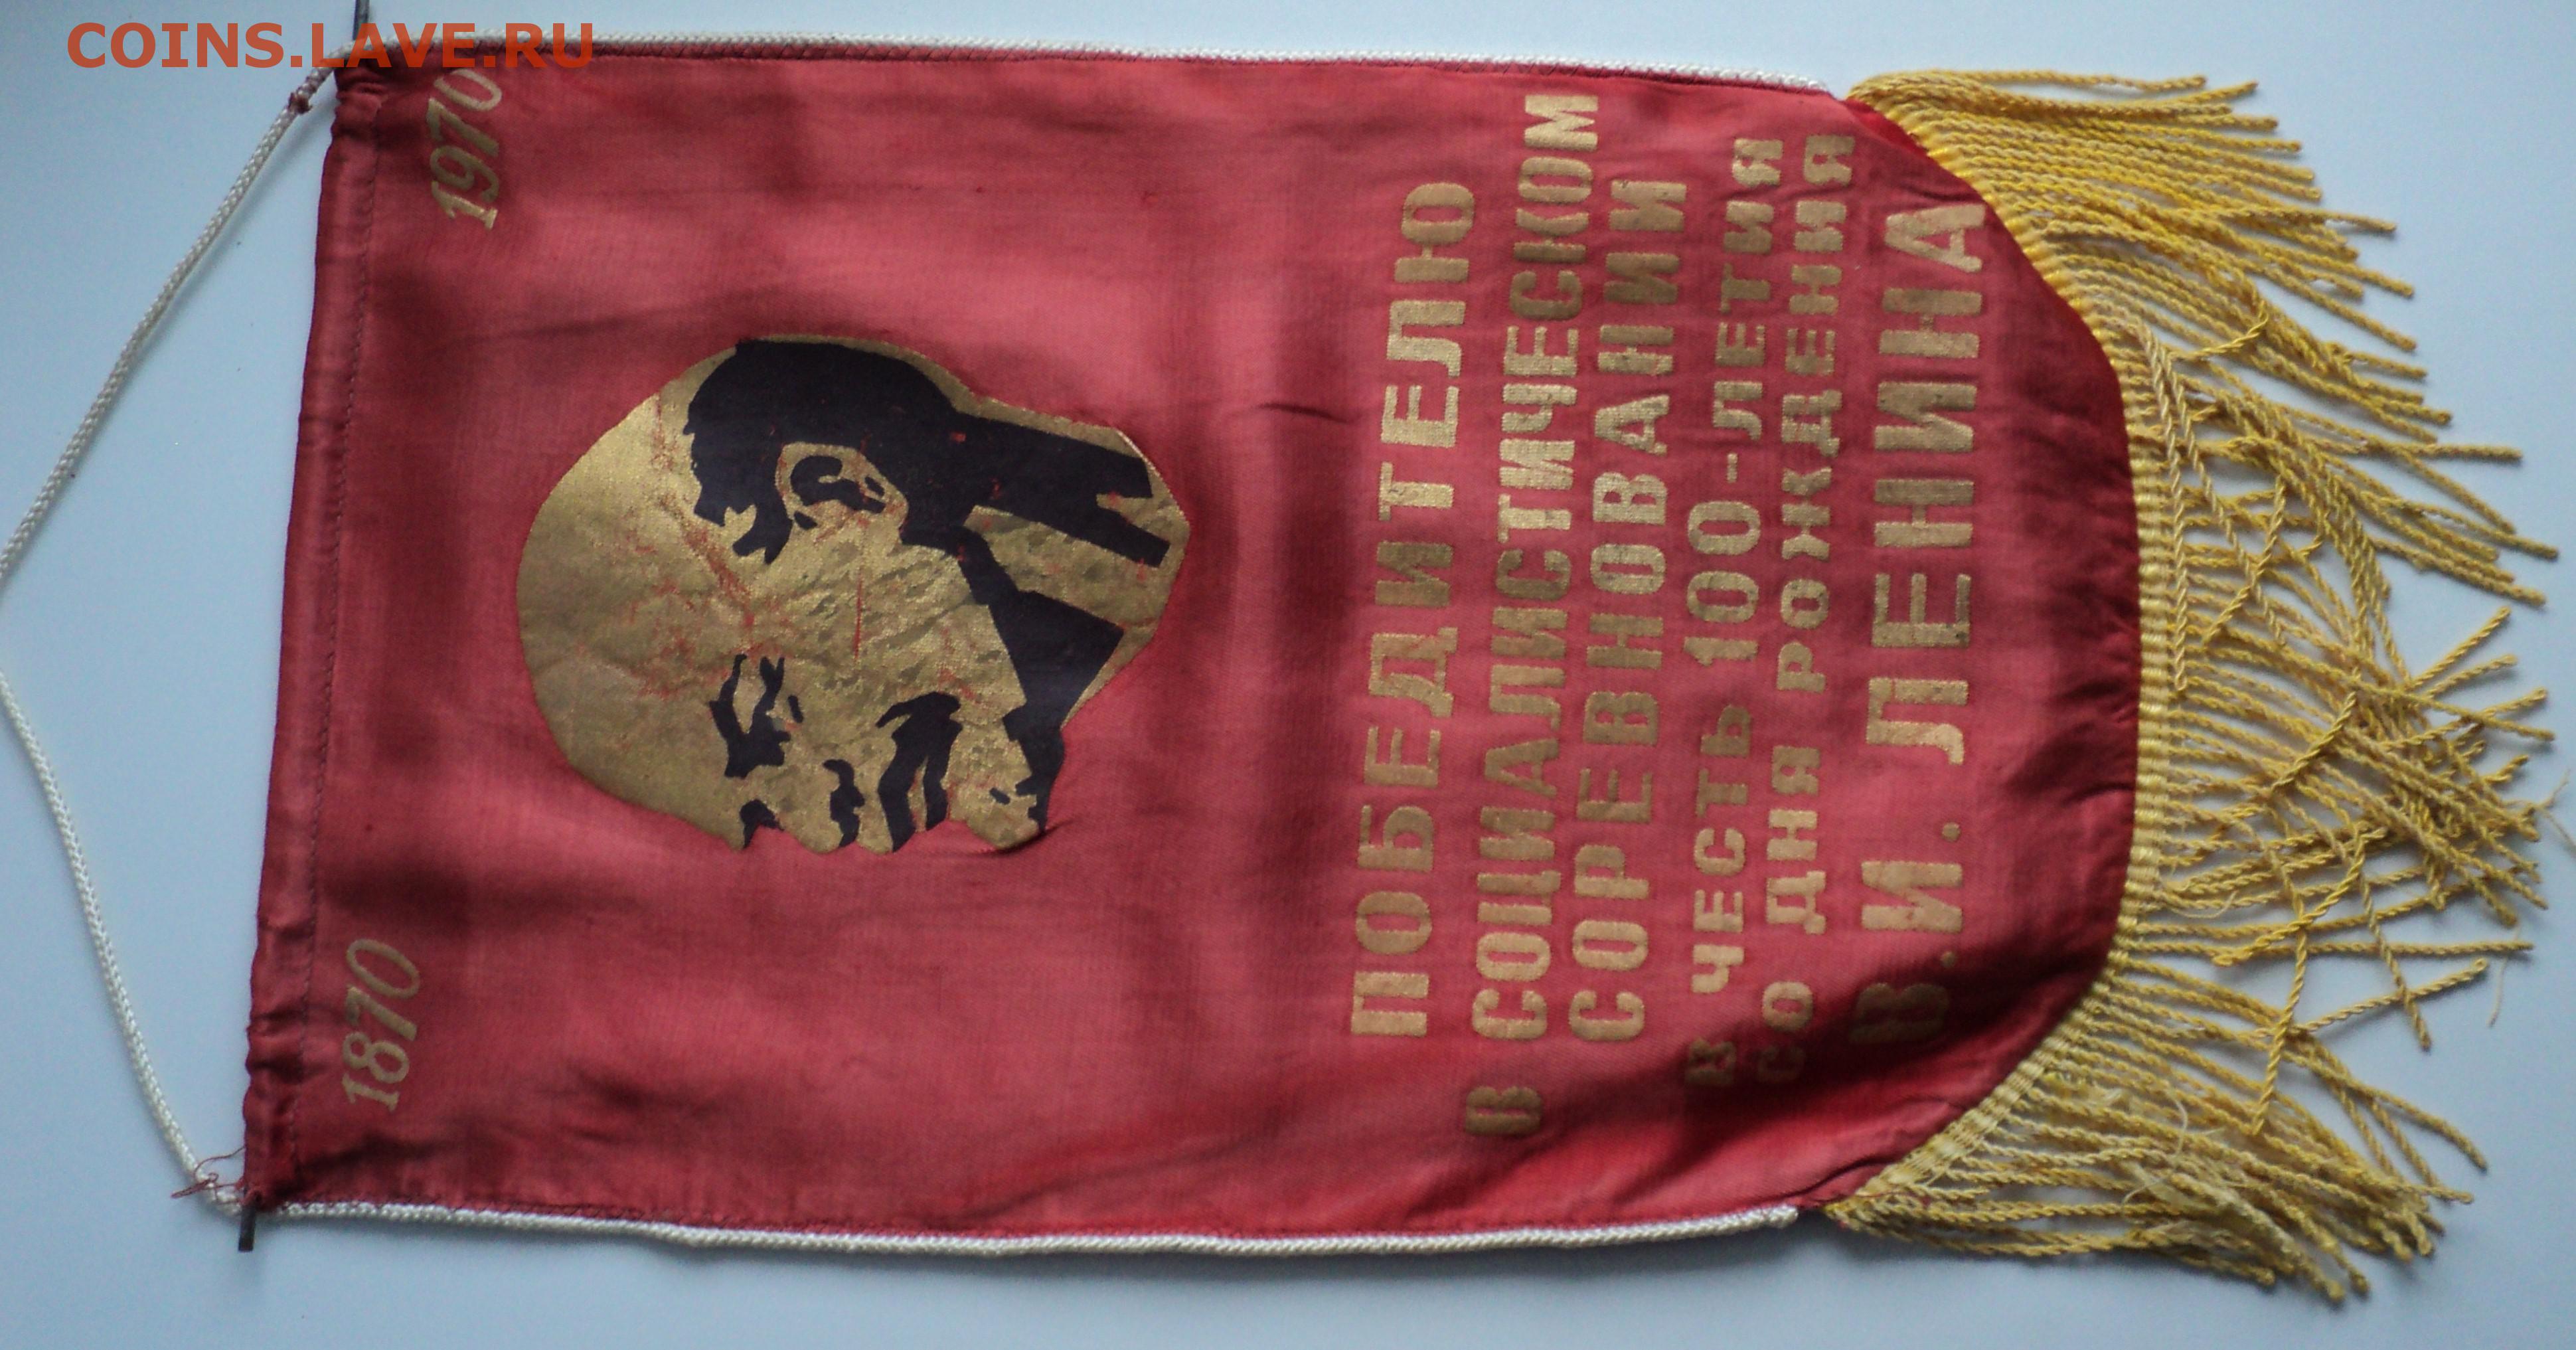 COINS.LAVE.RU
1870 1970
ПОБЕДИТЕЛЮ
В СОЦИАЛИСТИЧЕСКОМ
СОРЕВНОВАНИИ
В ЧЕСТЬ 100-ЛЕТИЯ
СО ДНЯ РОЖДЕНИЯ
В. И. ЛЕНИНА